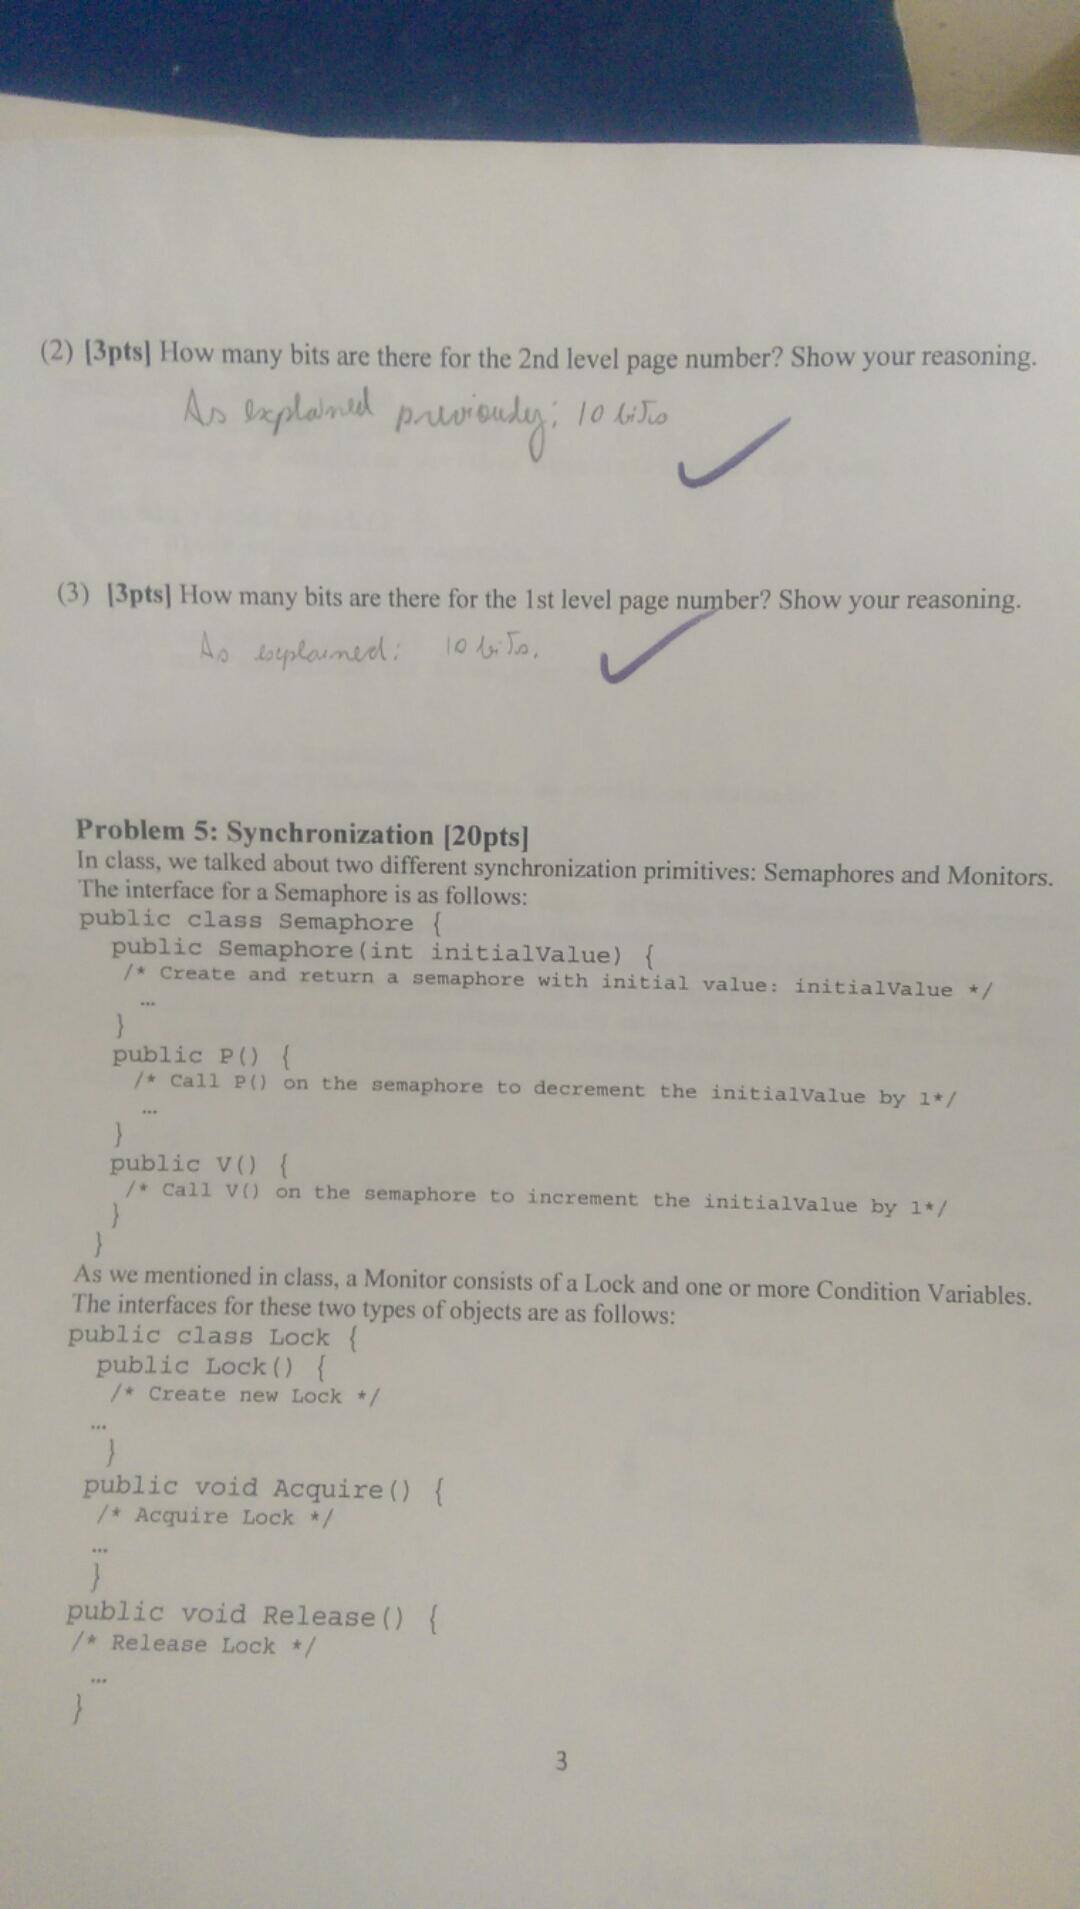 (2) [3pts] How many bits are there for the 2nd level page number? Show your reasoning.
As explained previously; 10 bits
(3) [3pts] How many bits are there for the 1st level page number? Show your reasoning.
As explained: 10 bits.
Problem 5: Synchronization [20pts]
In class, we talked about two different synchronization primitives: Semaphores and Monitors.
The interface for a Semaphore is as follows:
public class Semaphore {
public Semaphore(int initialValue) {
/* Create and return a semaphore with initial value: initialValue */
...
}
public P() {
/* Call P() on the semaphore to decrement the initialValue by 1*/
...
}
public V() {
/* Call V() on the semaphore to increment the initialValue by 1*/
}
}
As we mentioned in class, a Monitor consists of a Lock and one or more Condition Variables.
The interfaces for these two types of objects are as follows:
public class Lock {
public Lock() {
/* Create new Lock */
...
}
public void Acquire() {
/* Acquire Lock */
...
}
public void Release() {
/* Release Lock */
...
}
3